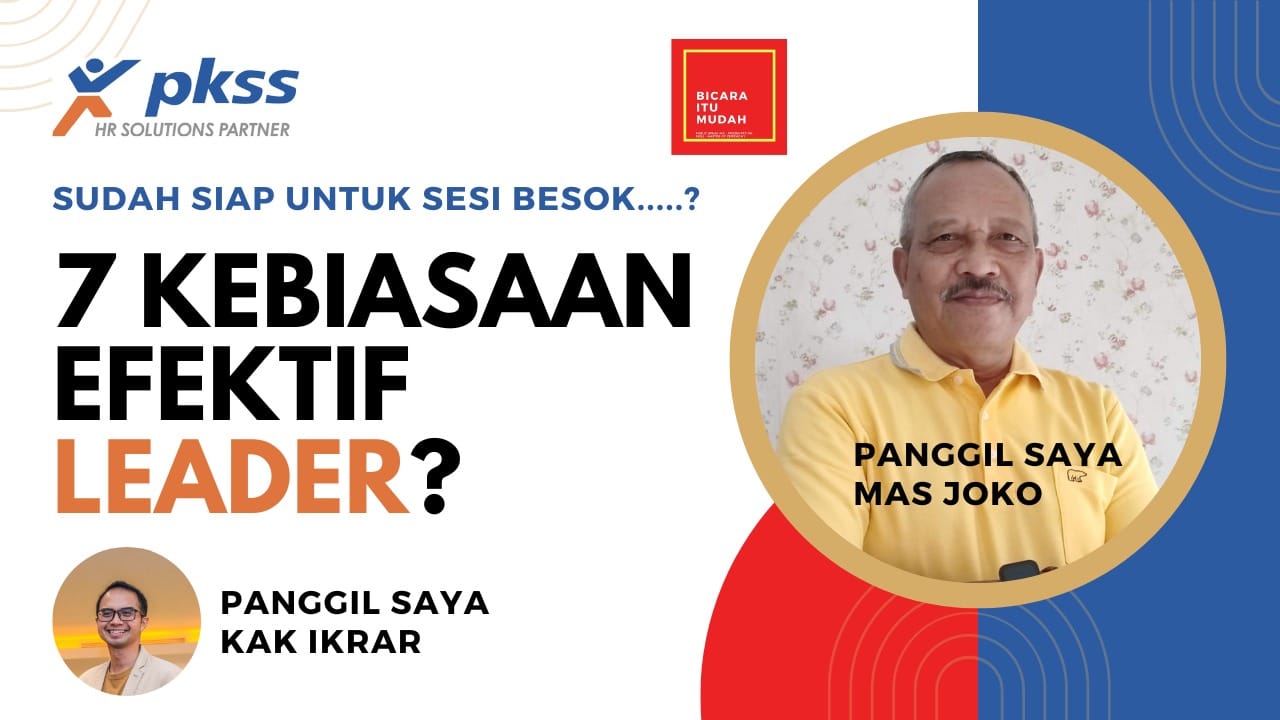 pkss
HR SOLUTIONS PARTNER
BICARA
ITU
MUDAH
SUDAH SIAP UNTUK SESI BESOK.....?
7 KEBIASAAN
EFEKTIF
LEADER?
PANGGIL SAYA
MAS JOKO
PANGGIL SAYA
KAK IKRAR